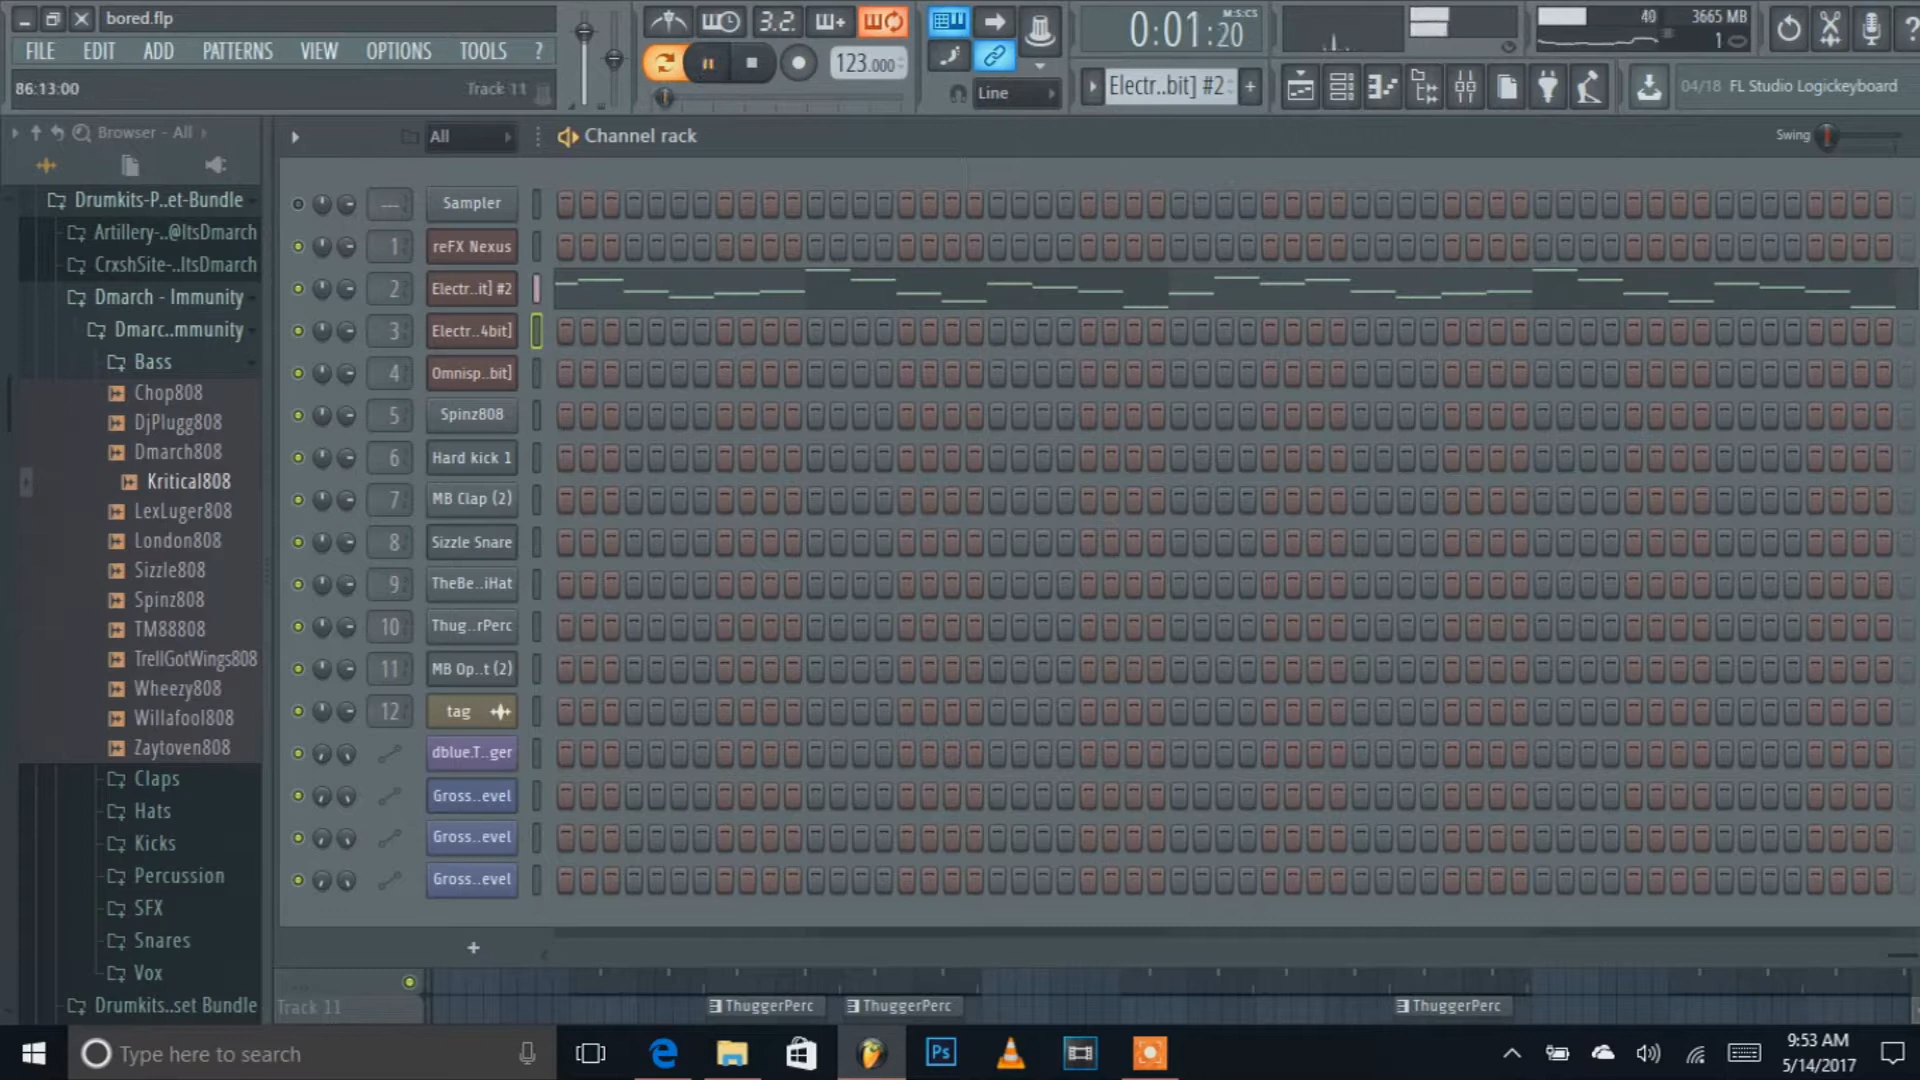 bored.flp
FILE EDIT ADD PATTERNS VIEW OPTIONS TOOLS ?
86:13:00 Track 11
3.2.
123.000
0:01:20 M:S:CS
Line
Electr..bit] #2
40 3665 MB
1
04/18 FL Studio Logickeyboard
Browser - All
All
Channel rack
Swing
Drumkits-P..et-Bundle
Artillery-..@ItsDmarch
CrxshSite-..ItsDmarch
Dmarch - Immunity
Dmarc..mmunity
Bass
Chop808
DjPlugg808
Dmarch808
Kritical808
LexLuger808
London808
Sizzle808
Spinz808
TM88808
TrellGotWings808
Wheezy808
Willafool808
Zaytoven808
Claps
Hats
Kicks
Percussion
SFX
Snares
Vox
Drumkits..set Bundle
--- Sampler
1 reFX Nexus
2 Electr..it] #2
3 Electr..4bit]
4 Omnisp..bit]
5 Spinz808
6 Hard kick 1
7 MB Clap (2)
8 Sizzle Snare
9 TheBe..iHat
10 Thug..rPerc
11 MB Op..t (2)
12 tag
dblue.T..ger
Gross..evel
Gross..evel
Gross..evel
+
Track 11
ThuggerPerc
ThuggerPerc
ThuggerPerc
Type here to search
Ps
9:53 AM
5/14/2017